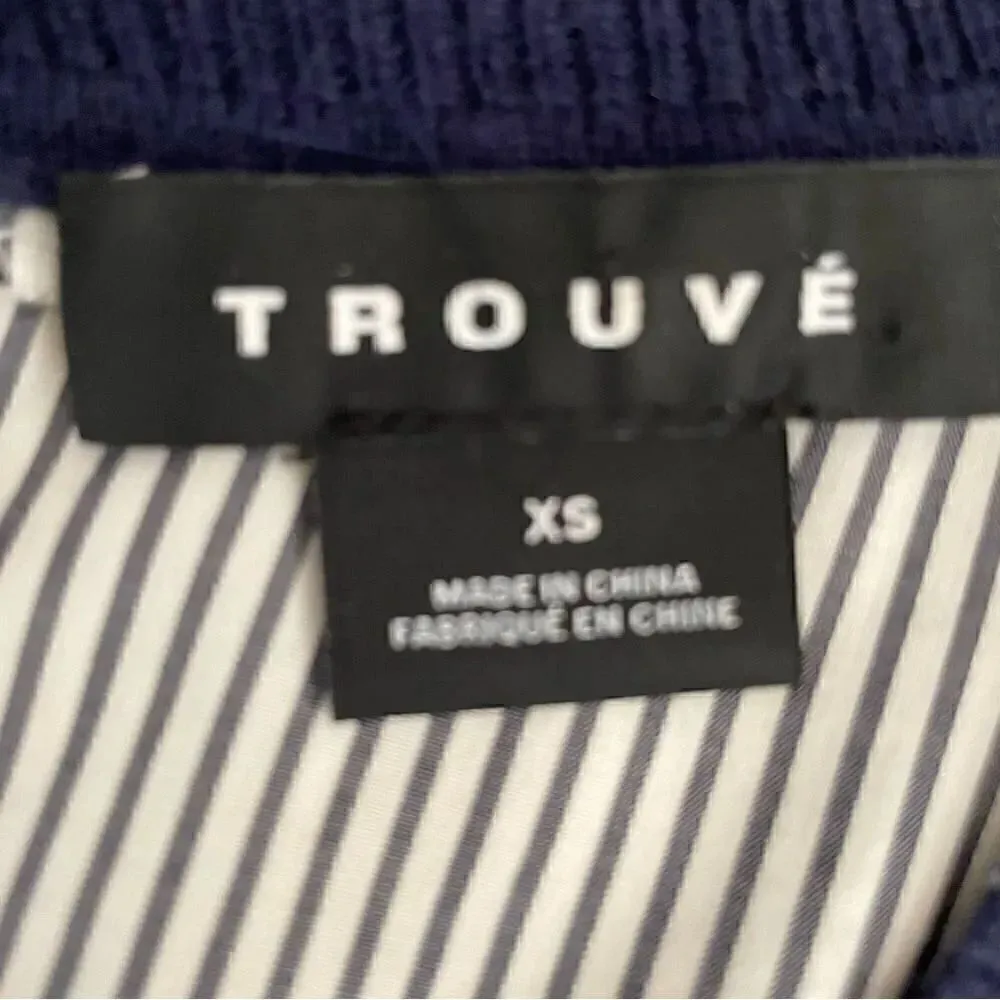 TROUVÉ
XS
MADE IN CHINA
FABRIQUÉ EN CHINE